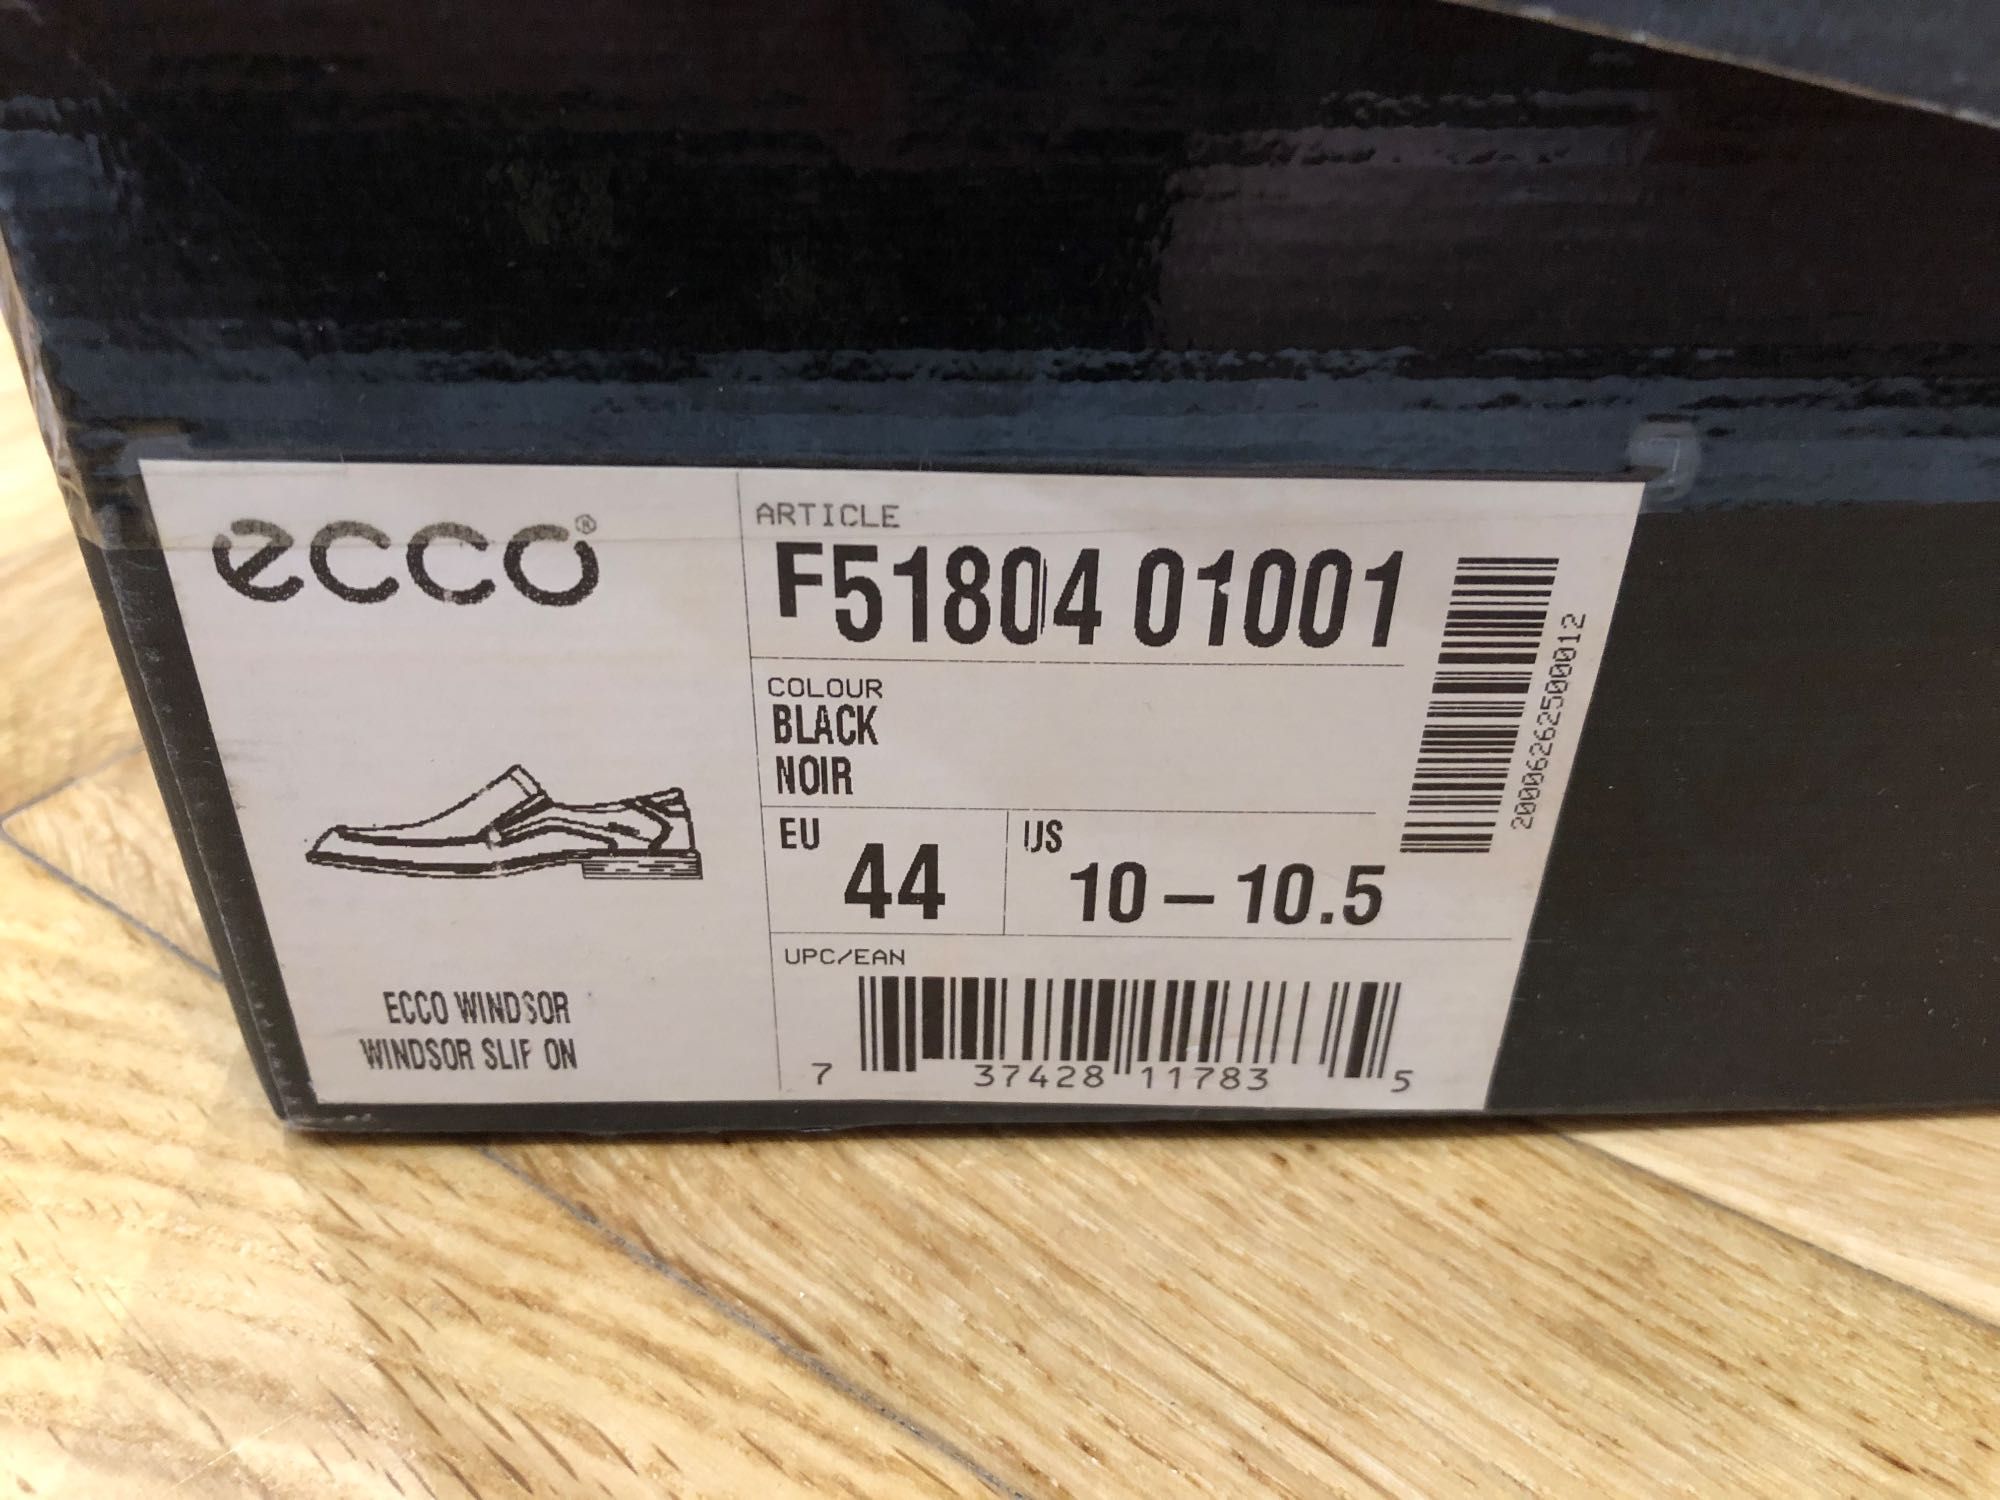 ecco®
ECCO WINDSOR
WINDSOR SLIP ON
ARTICLE
F51804 01001
COLOUR
BLACK
NOIR
EU
44
US
10 – 10.5
UPC/EAN
7 37428 11783 5
2000626250012